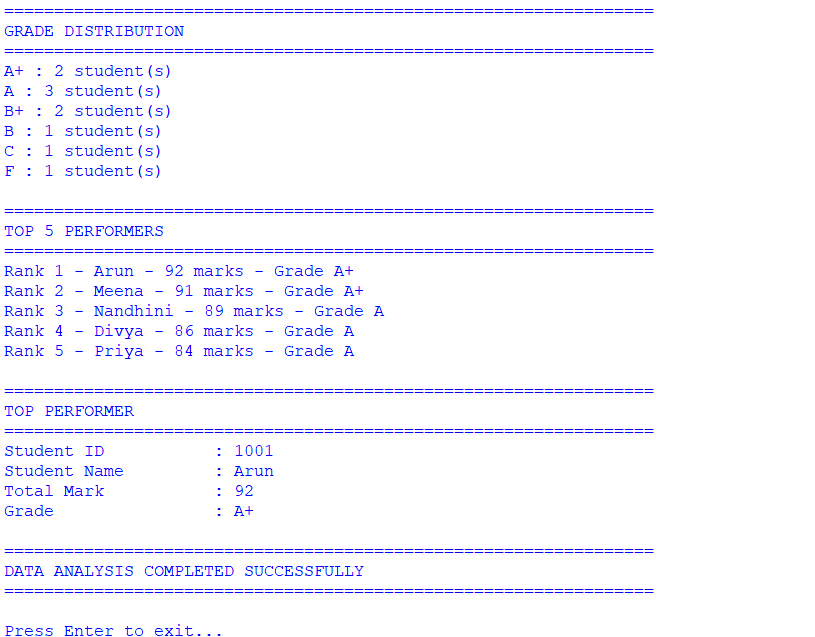 =================================================================
GRADE DISTRIBUTION
=================================================================
A+ : 2 student(s)
A : 3 student(s)
B+ : 2 student(s)
B : 1 student(s)
C : 1 student(s)
F : 1 student(s)

=================================================================
TOP 5 PERFORMERS
=================================================================
Rank 1 - Arun - 92 marks - Grade A+
Rank 2 - Meena - 91 marks - Grade A+
Rank 3 - Nandhini - 89 marks - Grade A
Rank 4 - Divya - 86 marks - Grade A
Rank 5 - Priya - 84 marks - Grade A

=================================================================
TOP PERFORMER
=================================================================
Student ID           : 1001
Student Name         : Arun
Total Mark           : 92
Grade                : A+

=================================================================
DATA ANALYSIS COMPLETED SUCCESSFULLY
=================================================================

Press Enter to exit...